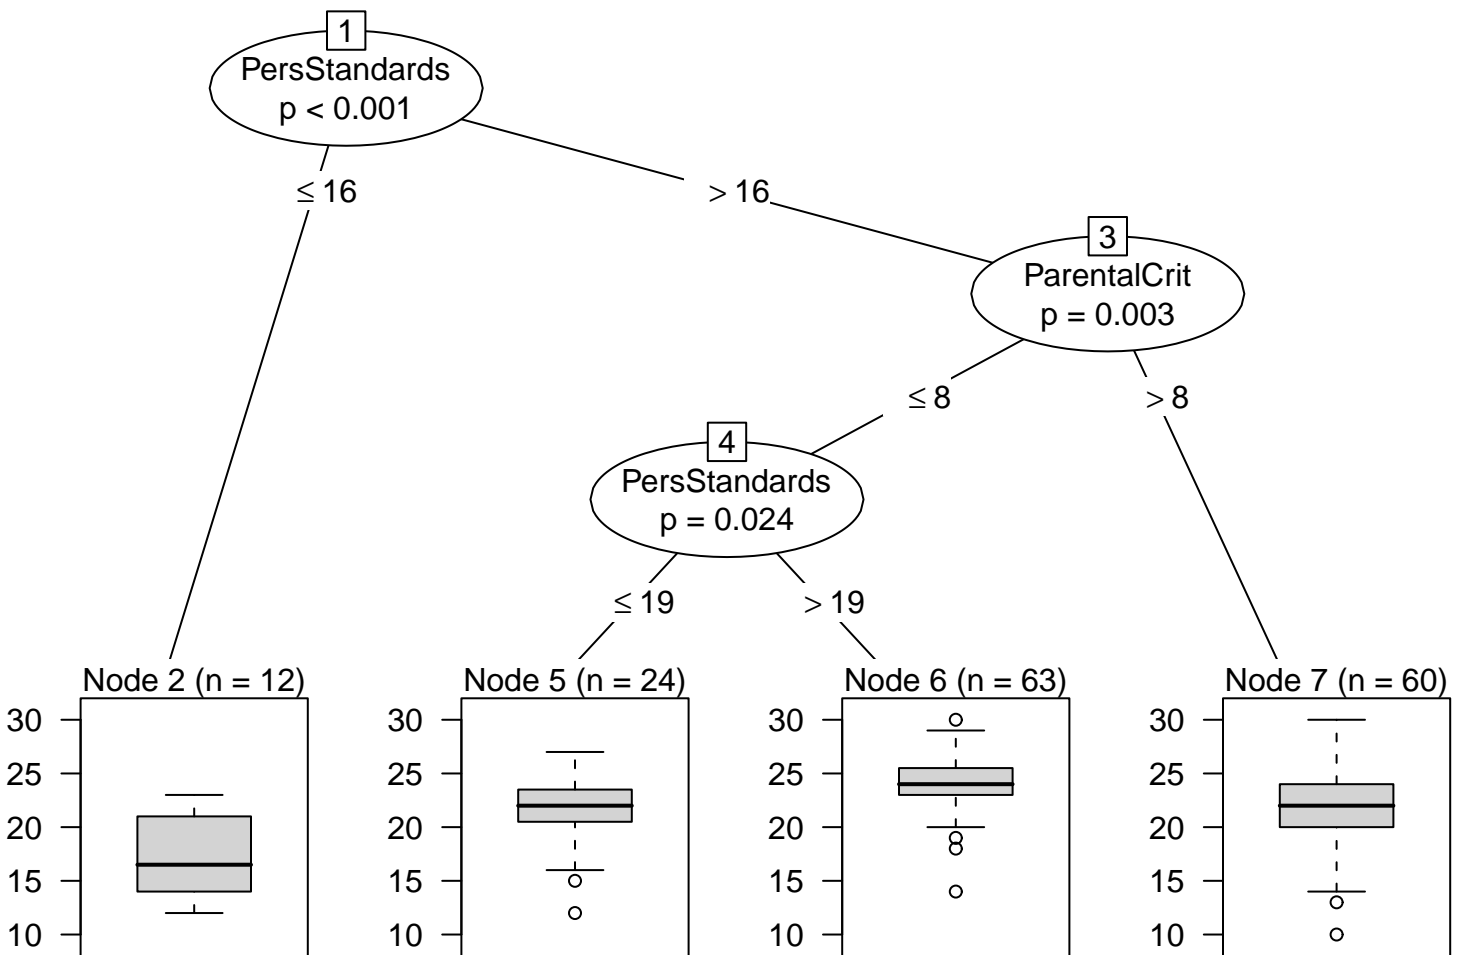 1
PersStandards
p < 0.001
≤ 16
> 16
3
ParentalCrit
p = 0.003
≤ 8
> 8
4
PersStandards
p = 0.024
≤ 19
> 19
Node 2 (n = 12)
30
25
20
15
10
Node 5 (n = 24)
30
25
20
15
10
Node 6 (n = 63)
30
25
20
15
10
Node 7 (n = 60)
30
25
20
15
10